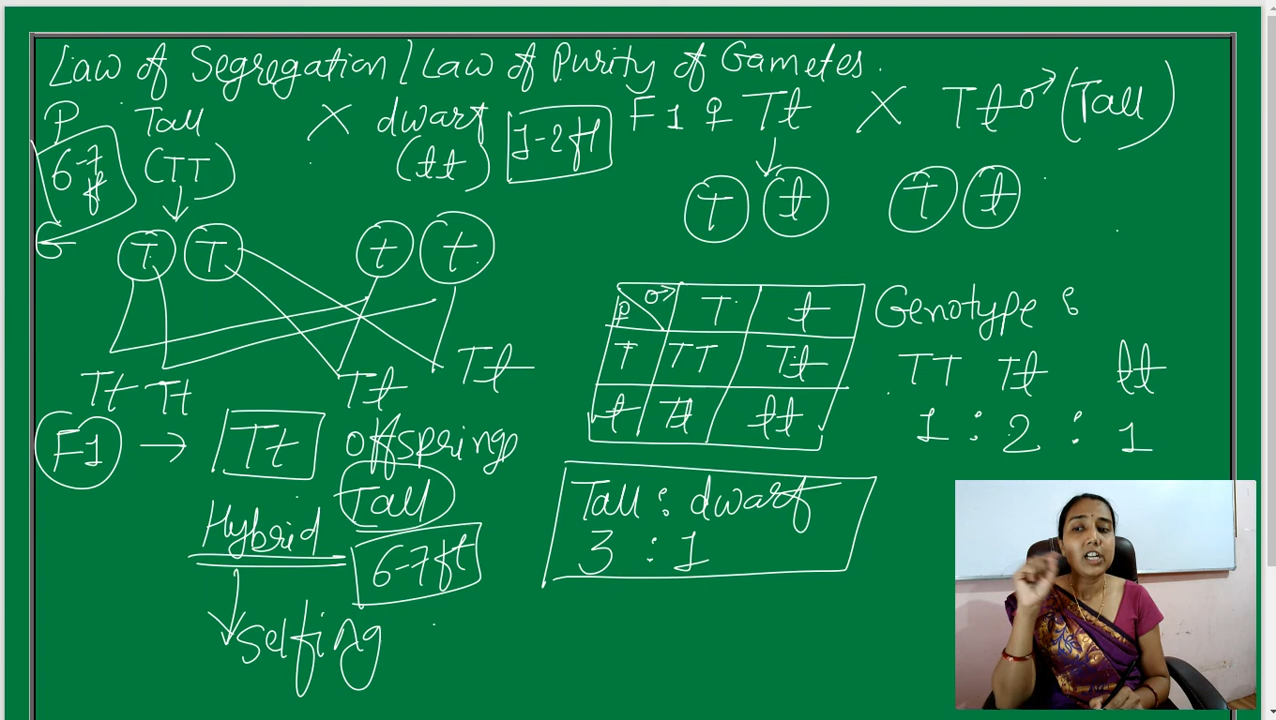 Law of Segregation / Law of Purity of Gametes.
P Tall X dwarf
6-7 ft (TT) (tt) 1-2 ft
T T t t
Tt Tt Tt Tt
F1 → Tt offsprings
Tall
Hybrid 6-7 ft
Selfing
F1 ♀ Tt X Tt ♂ (Tall)
T t T t
♀ ♂ T t
T TT Tt
t Tt tt
Genotype :
TT Tt tt
1 : 2 : 1
Tall : dwarf
3 : 1